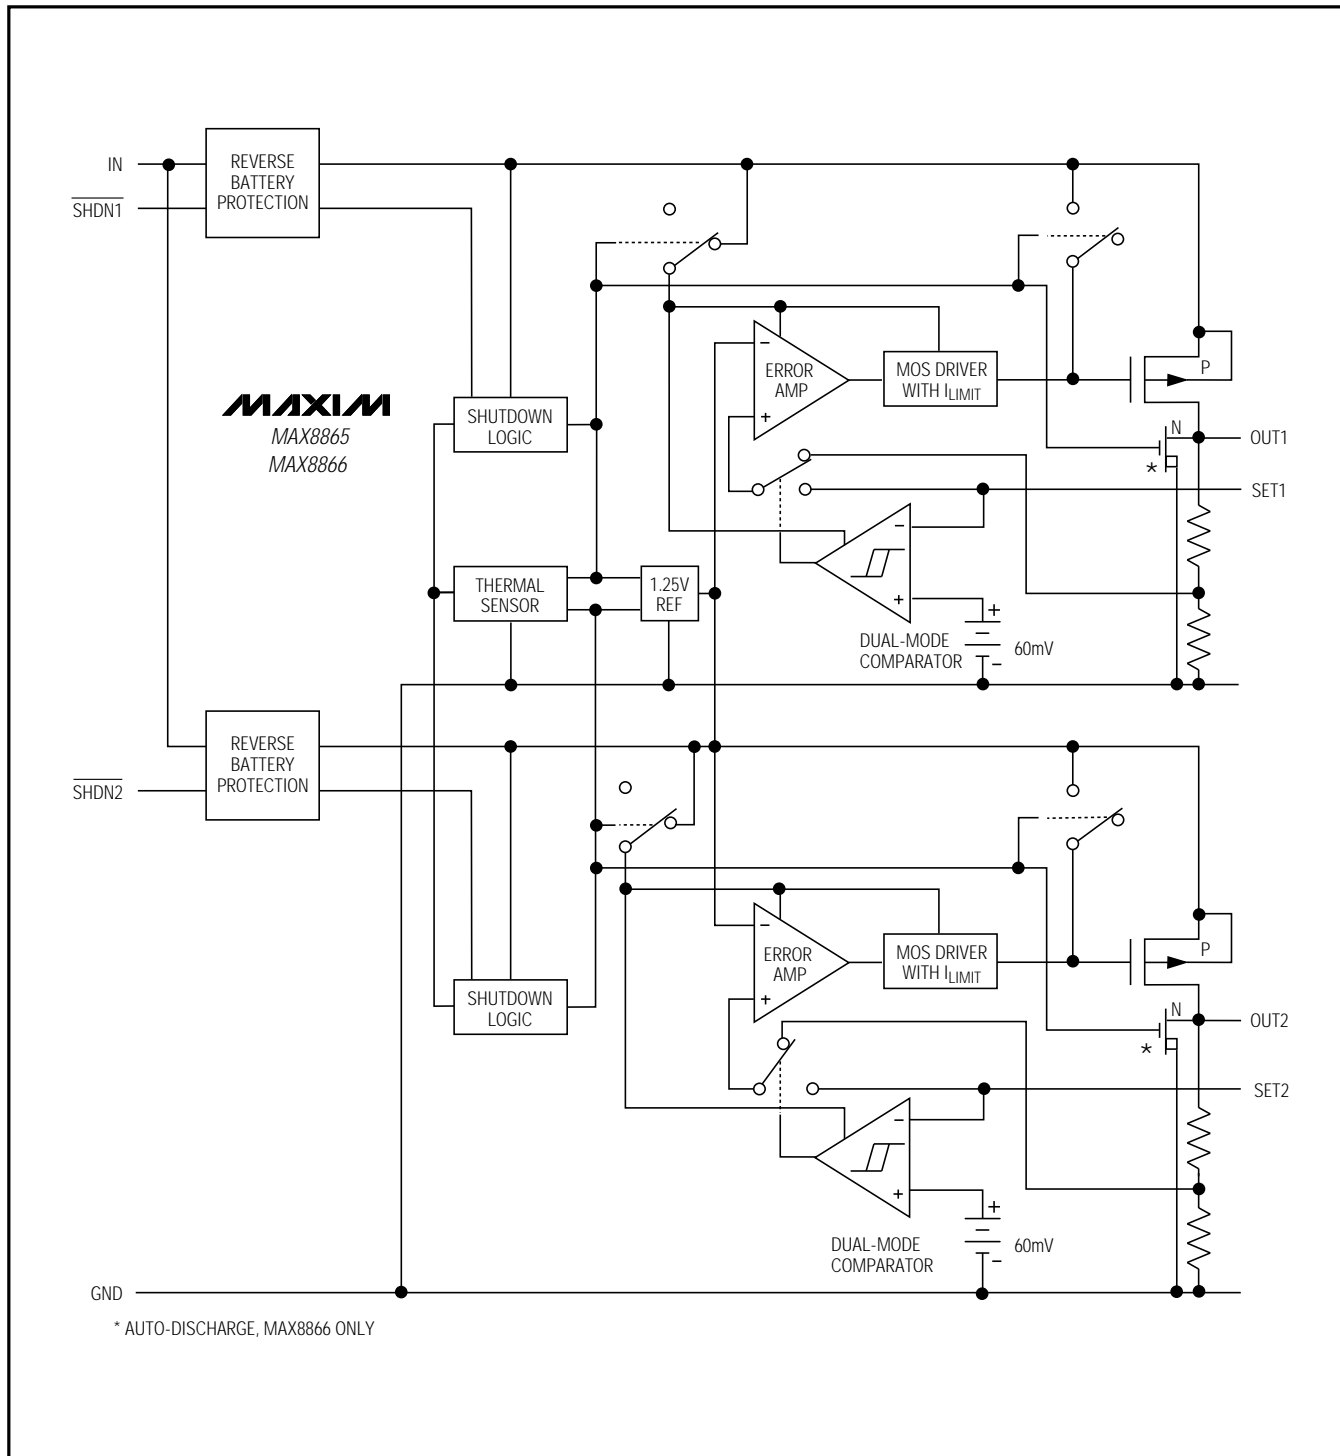 IN
REVERSE
BATTERY
PROTECTION
SHDN1
P
ERROR
AMP
−
+
MOS DRIVER
WITH ILIMIT
MAXIM
MAX8865
MAX8866
SHUTDOWN
LOGIC
N
*
OUT1
SET1
−
+
THERMAL
SENSOR
1.25V
REF
DUAL-MODE
COMPARATOR
+
−
60mV
REVERSE
BATTERY
PROTECTION
SHDN2
P
ERROR
AMP
−
+
MOS DRIVER
WITH ILIMIT
SHUTDOWN
LOGIC
N
*
OUT2
SET2
−
+
DUAL-MODE
COMPARATOR
+
−
60mV
GND
* AUTO-DISCHARGE, MAX8866 ONLY